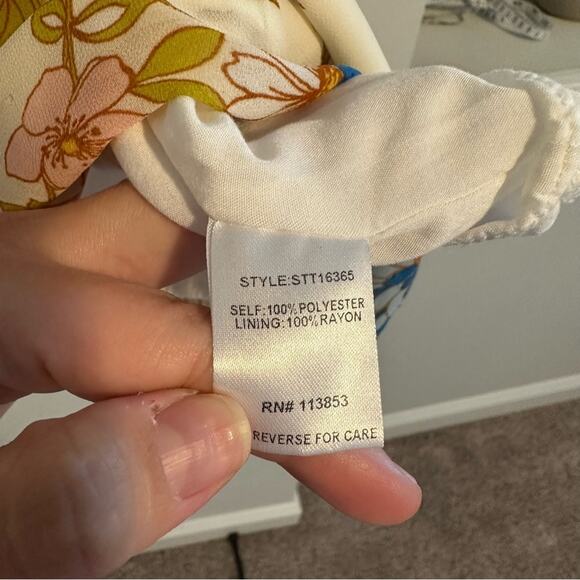 STYLE:STT16365
SELF:100%POLYESTER
LINING:100%RAYON
RN# 113853
REVERSE FOR CARE